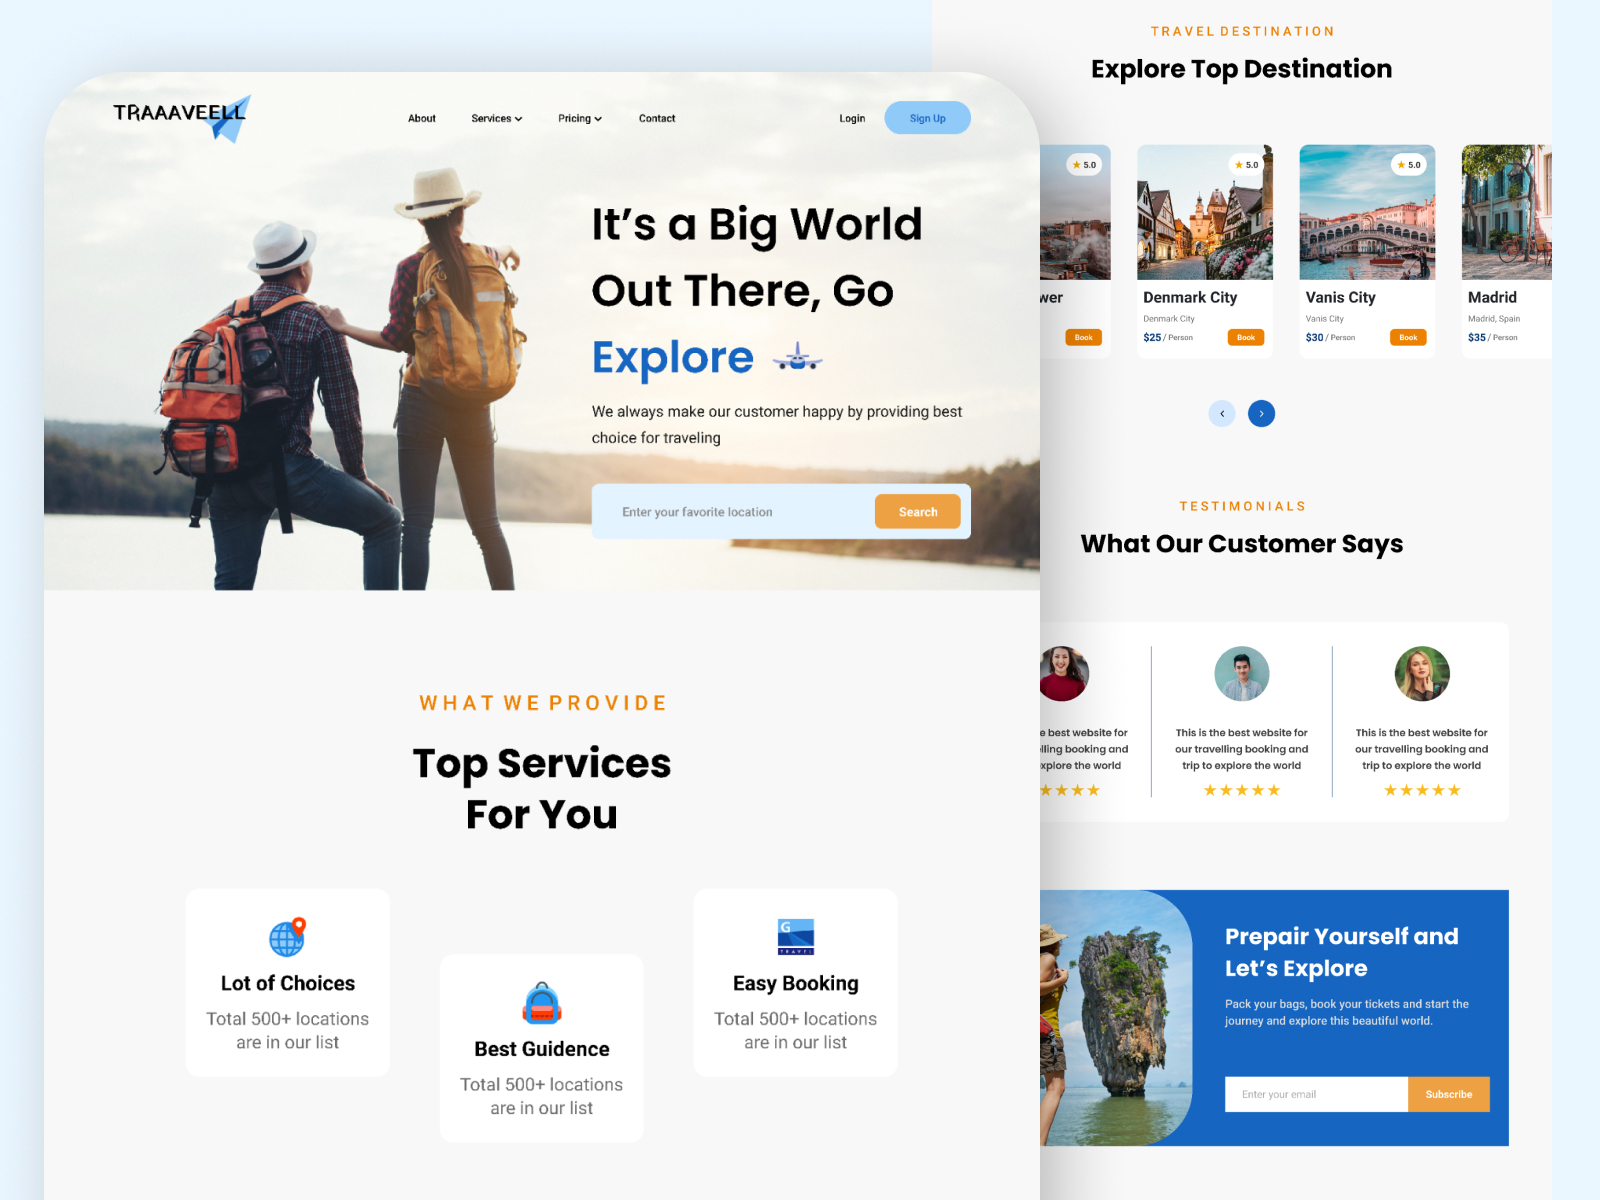 TRAAAVEELL
About
Services
Pricing
Contact
Login
Sign Up
It's a Big World
Out There, Go
Explore
We always make our customer happy by providing best
choice for traveling
Enter your favorite location
Search
WHAT WE PROVIDE
Top Services
For You
Lot of Choices
Total 500+ locations
are in our list
Best Guidence
Total 500+ locations
are in our list
G
TRAVEL
Easy Booking
Total 500+ locations
are in our list
TRAVEL DESTINATION
Explore Top Destination
wer
Book
5.0
Denmark City
Denmark City
$25 / Person
Book
5.0
Vanis City
Vanis City
$30 / Person
Book
5.0
Madrid
Madrid, Spain
$35 / Person
TESTIMONIALS
What Our Customer Says
e best website for
lling booking and
xplore the world
This is the best website for
our travelling booking and
trip to explore the world
This is the best website for
our travelling booking and
trip to explore the world
Prepair Yourself and
Let's Explore
Pack your bags, book your tickets and start the
journey and explore this beautiful world.
Enter your email
Subscribe